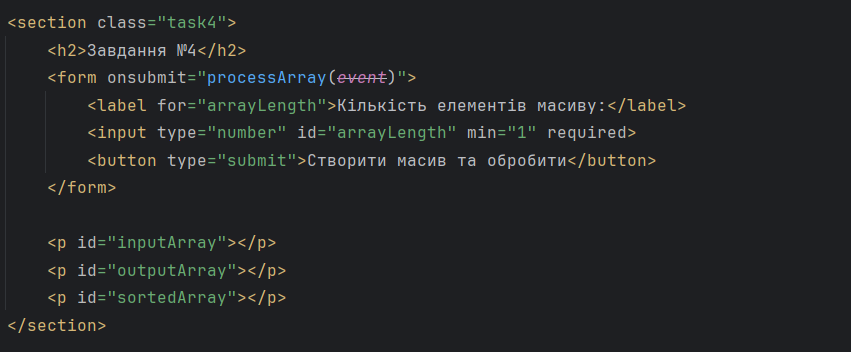 <section class="task4">
<h2>Завдання №4</h2>
<form onsubmit="processArray(event)">
<label for="arrayLength">Кількість елементів масиву:</label>
<input type="number" id="arrayLength" min="1" required>
<button type="submit">Створити масив та обробити</button>
</form>
<p id="inputArray"></p>
<p id="outputArray"></p>
<p id="sortedArray"></p>
</section>